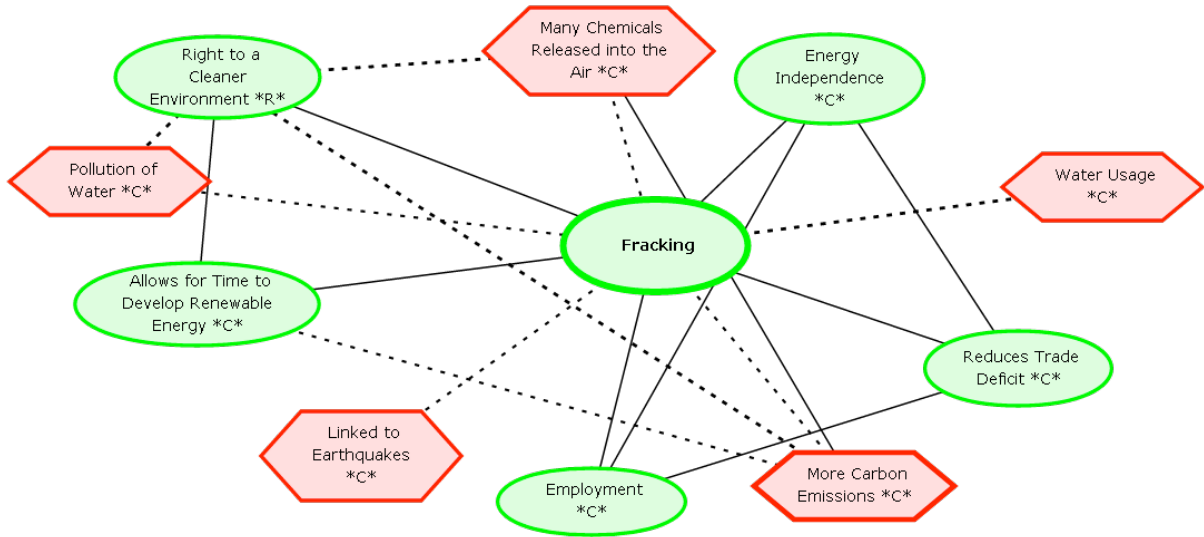 Many Chemicals
Released into the
Air *C*
Right to a
Cleaner
Environment *R*
Energy
Independence
*C*
Pollution of
Water *C*
Water Usage
*C*
Fracking
Allows for Time to
Develop Renewable
Energy *C*
Reduces Trade
Deficit *C*
Linked to
Earthquakes
*C*
Employment
*C*
More Carbon
Emissions *C*